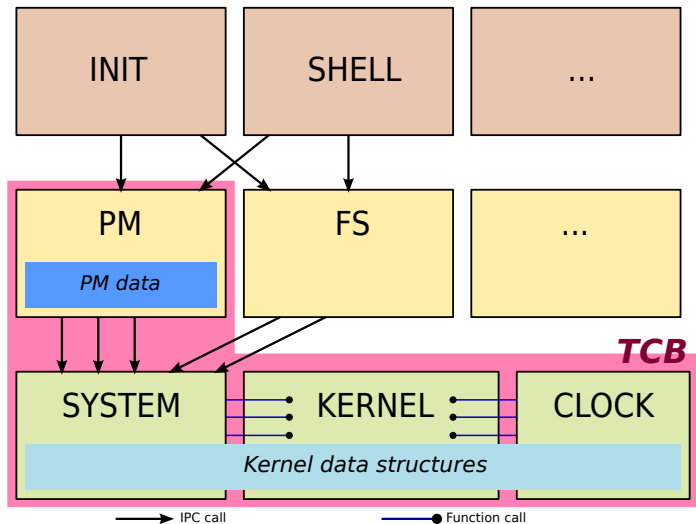 INIT
SHELL
...
PM
FS
...
PM data
TCB
SYSTEM
KERNEL
CLOCK
Kernel data structures
IPC call
Function call